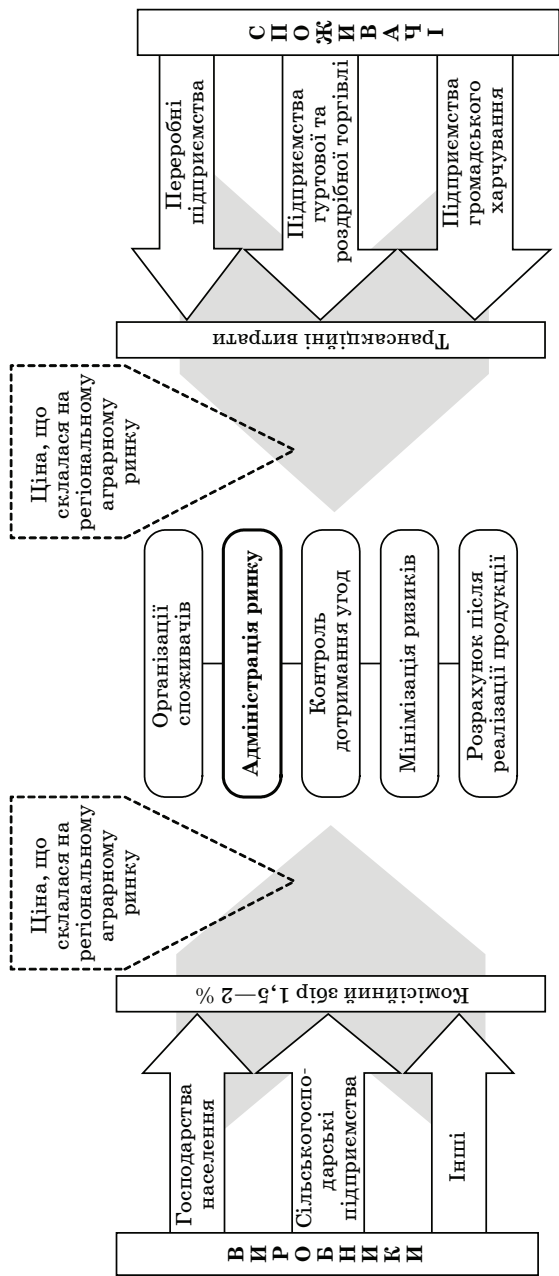 ВИРОБНИКИ
Господарства
населення
Сільськогоспо-
дарські
підприємства
Інші
Комісійний збір 1,5—2 %
Ціна, що
склалася на
регіональному
аграрному
ринку
Організації
споживачів
Адміністрація ринку
Контроль
дотримання угод
Мінімізація ризиків
Розрахунок після
реалізації продукції
Ціна, що
склалася на
регіональному
аграрному
ринку
Трансакційні витрати
Переробні
підприємства
Підприємства
гуртової та
роздрібної торгівлі
Підприємства
громадського
харчування
СПОЖИВАЧІ